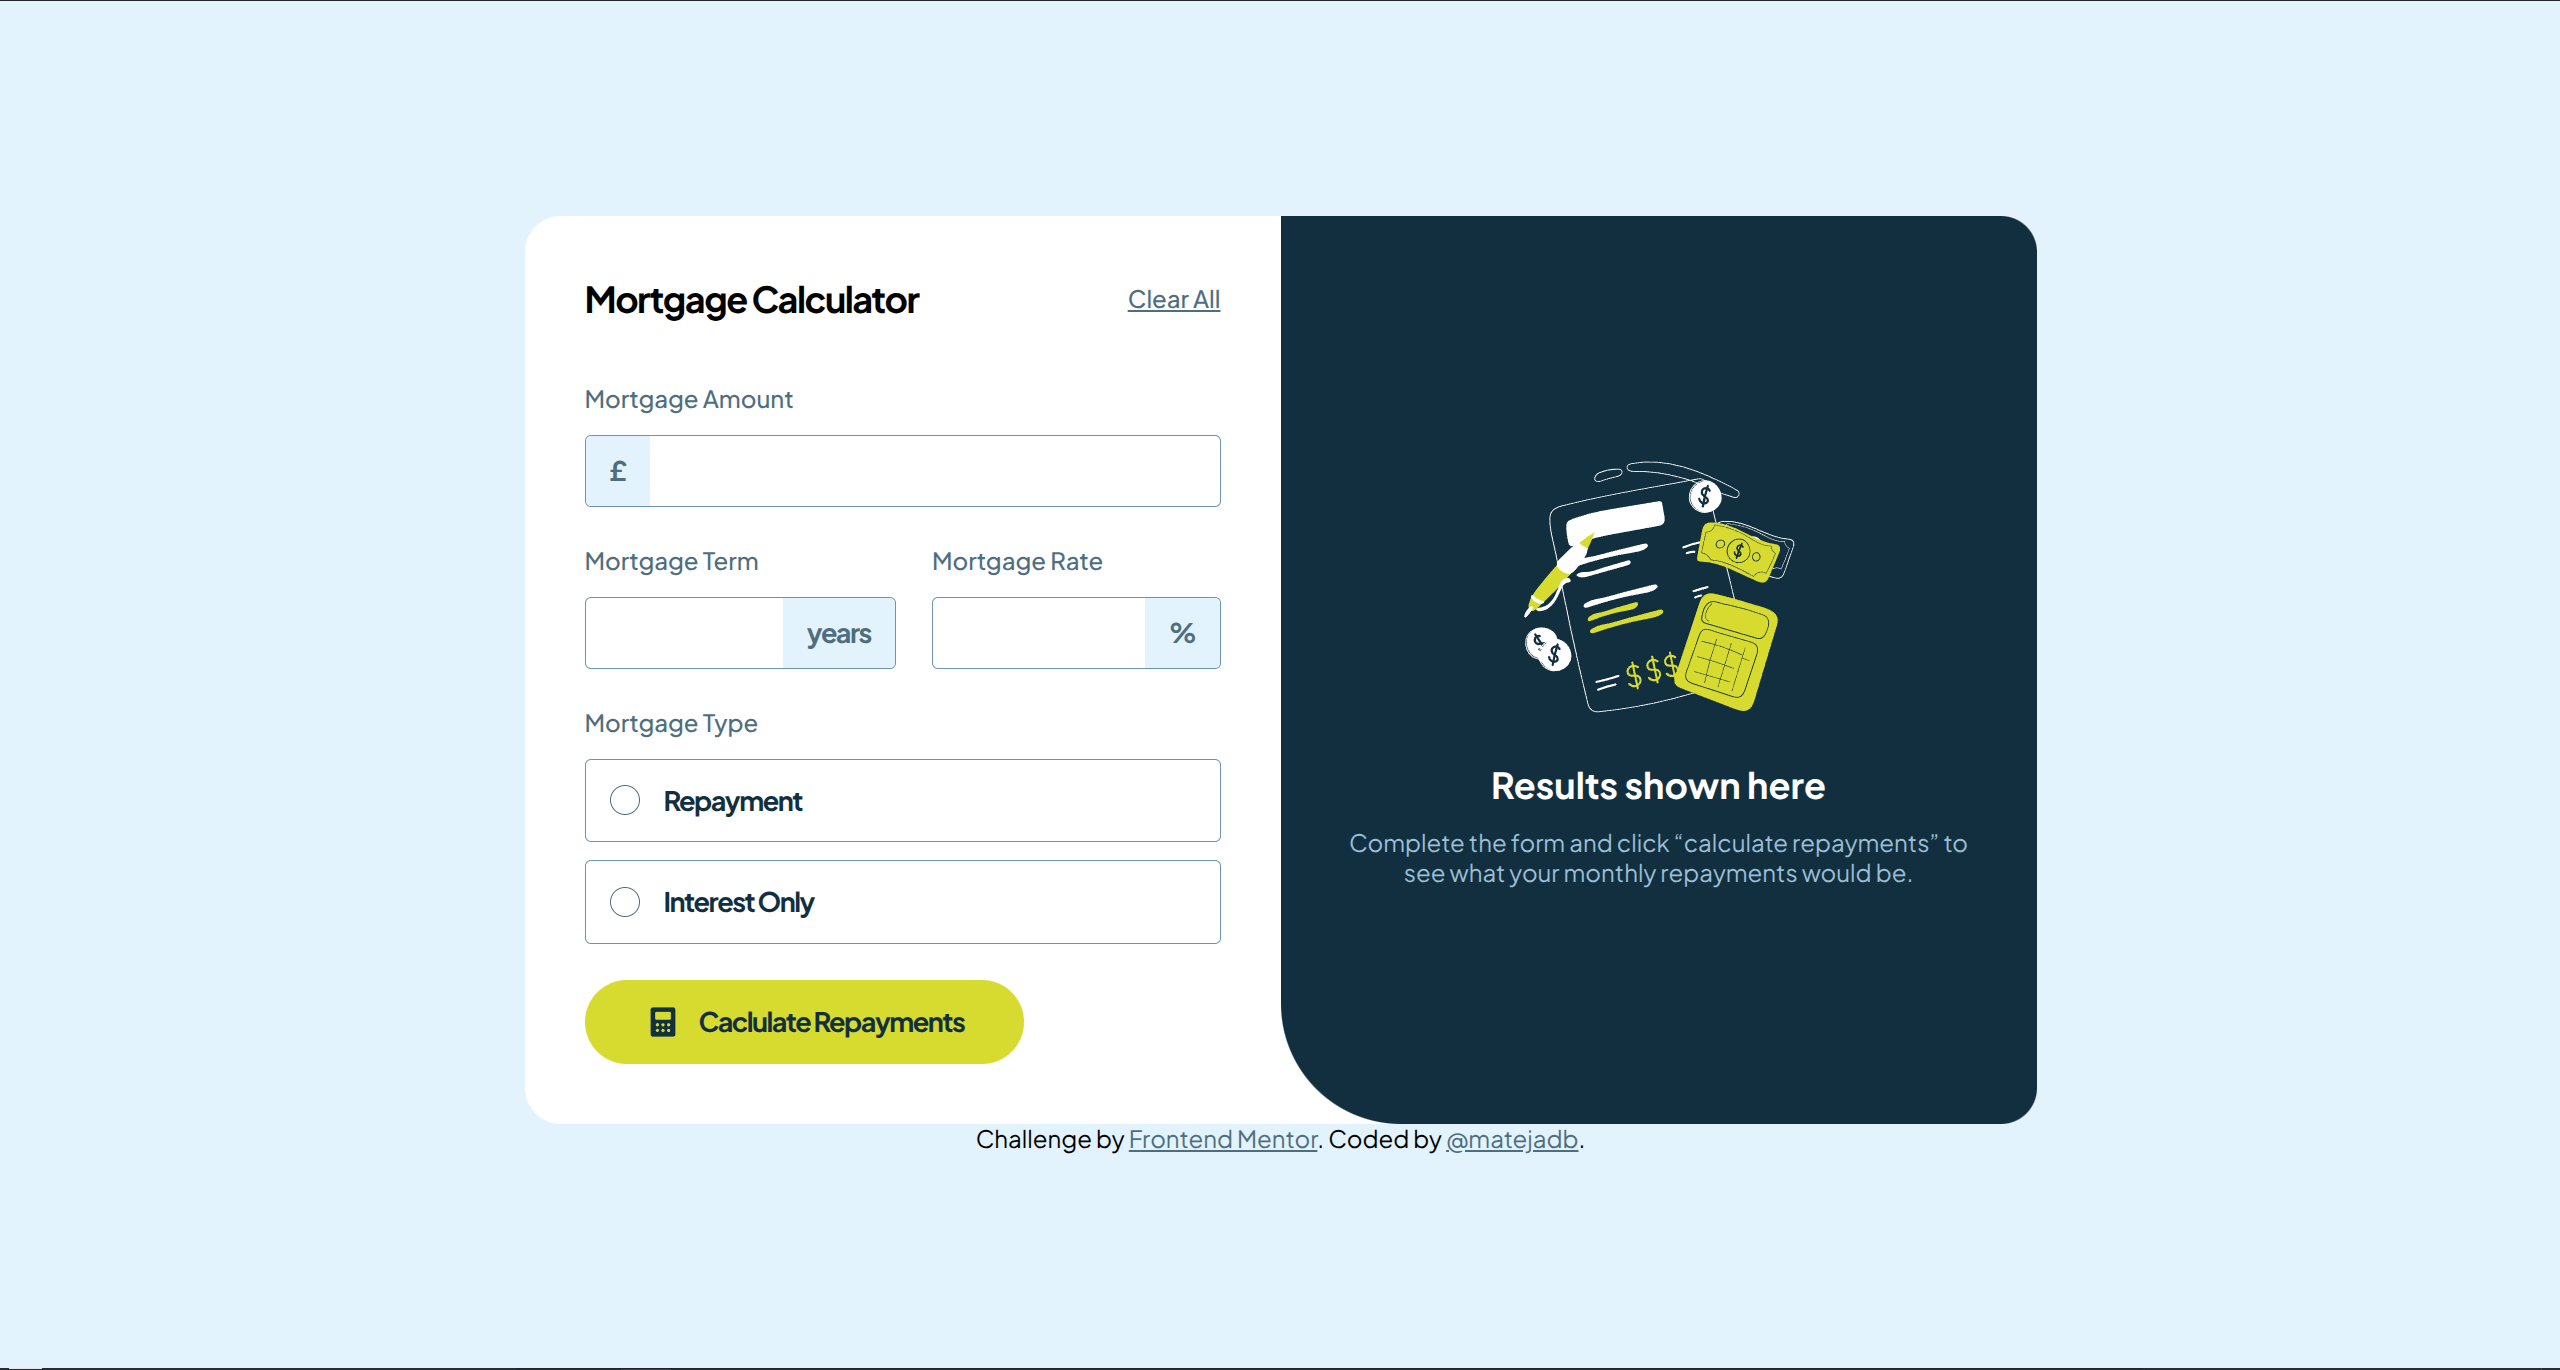 Mortgage Calculator
Clear All
Mortgage Amount
£
Mortgage Term
Mortgage Rate
years
%
Mortgage Type
Repayment
Interest Only
Caclulate Repayments
$
$
$
$
$$$
Results shown here
Complete the form and click “calculate repayments” to
see what your monthly repayments would be.
Challenge by Frontend Mentor. Coded by @matejadb.